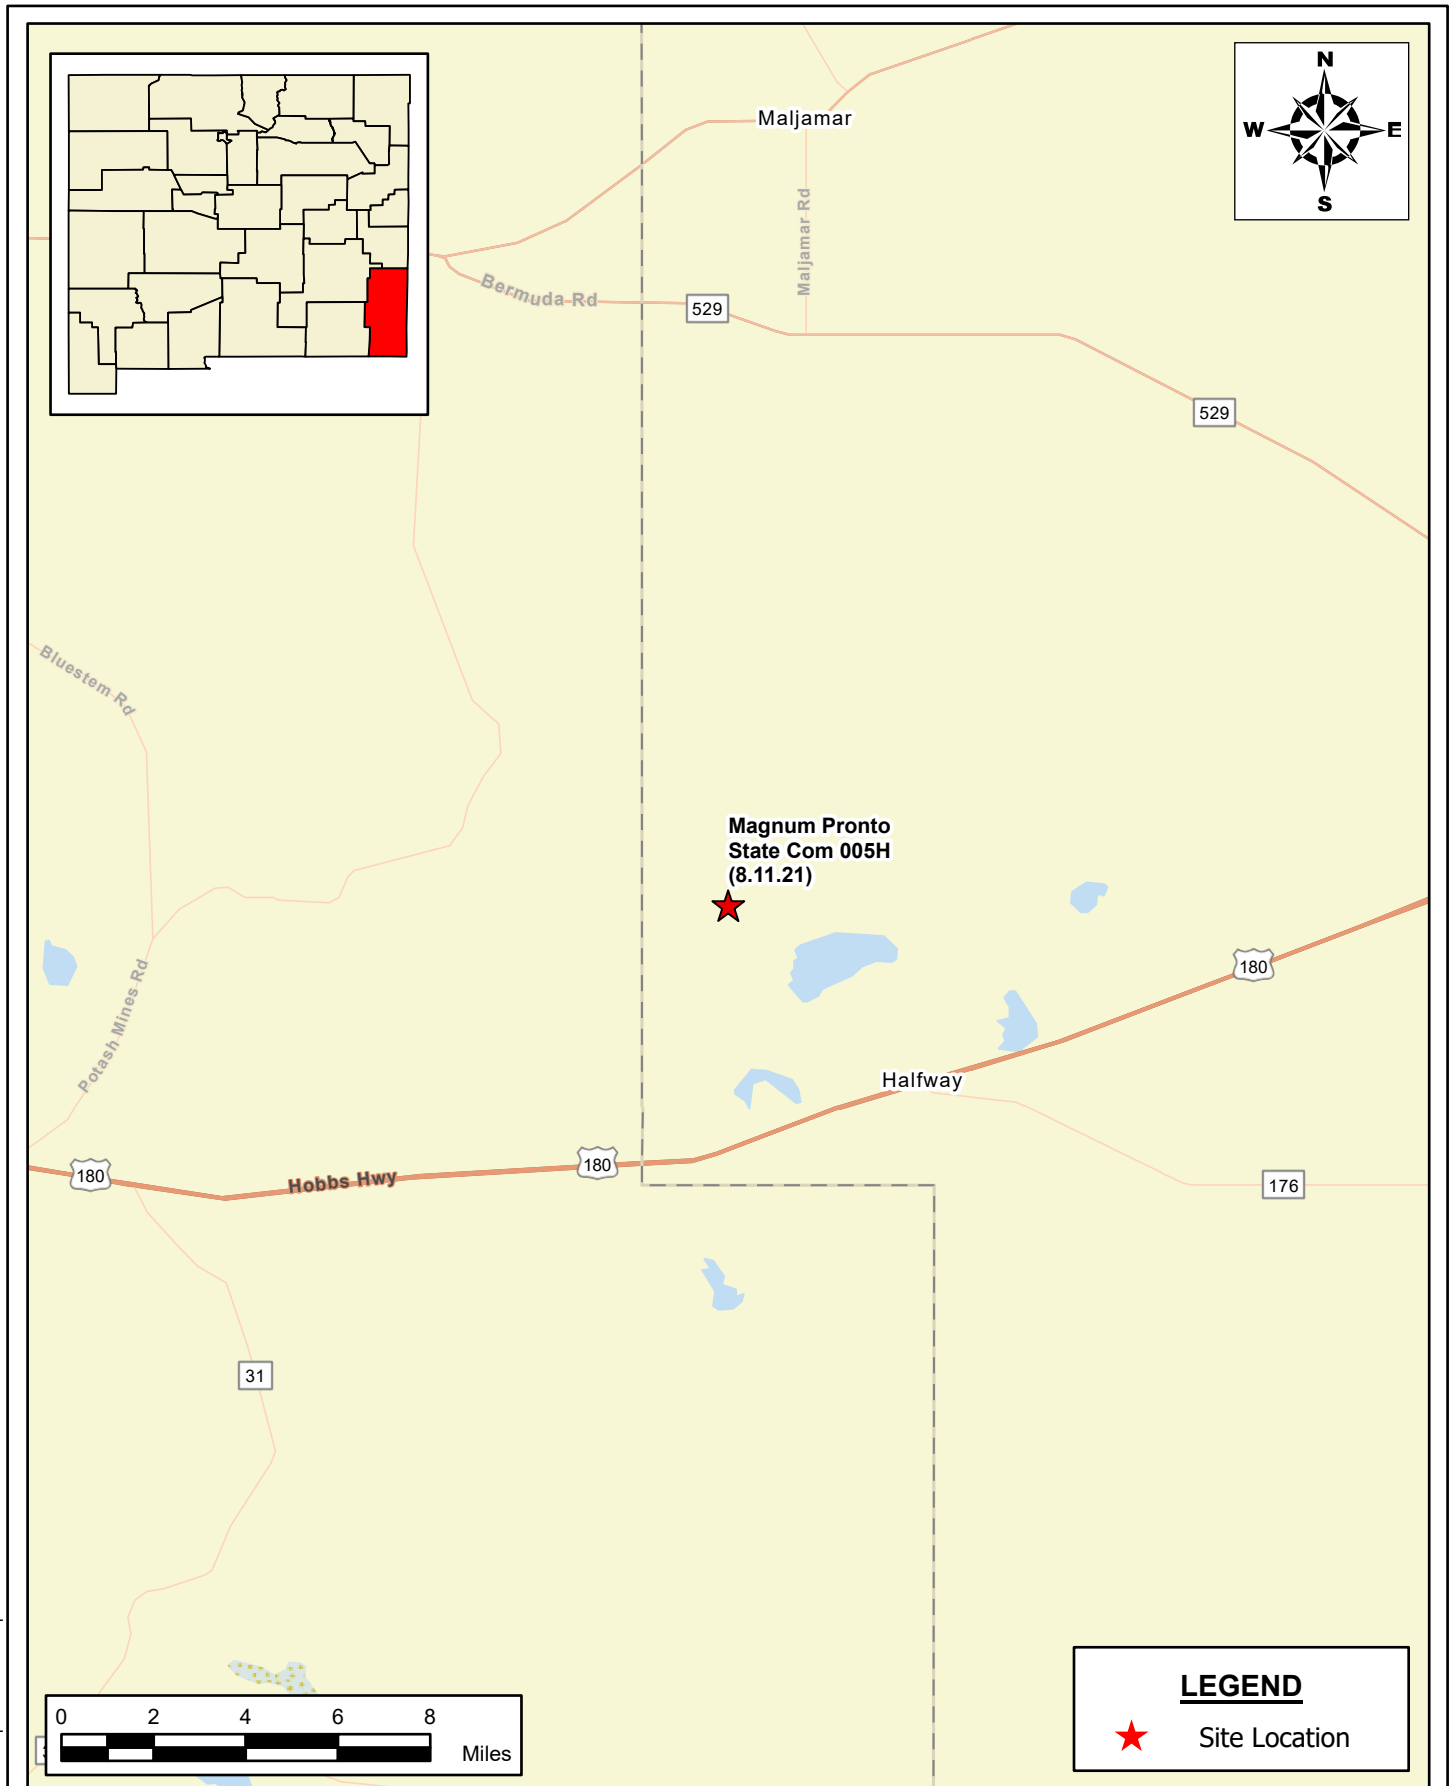 N
W E
S
Maljamar
Maljamar Rd
Bermuda Rd
529
529
Bluestem Rd
Magnum Pronto
State Com 005H
(8.11.21)
Potash Mines Rd
180
Halfway
180
Hobbs Hwy
180
176
31
0 2 4 6 8
Miles
LEGEND
Site Location